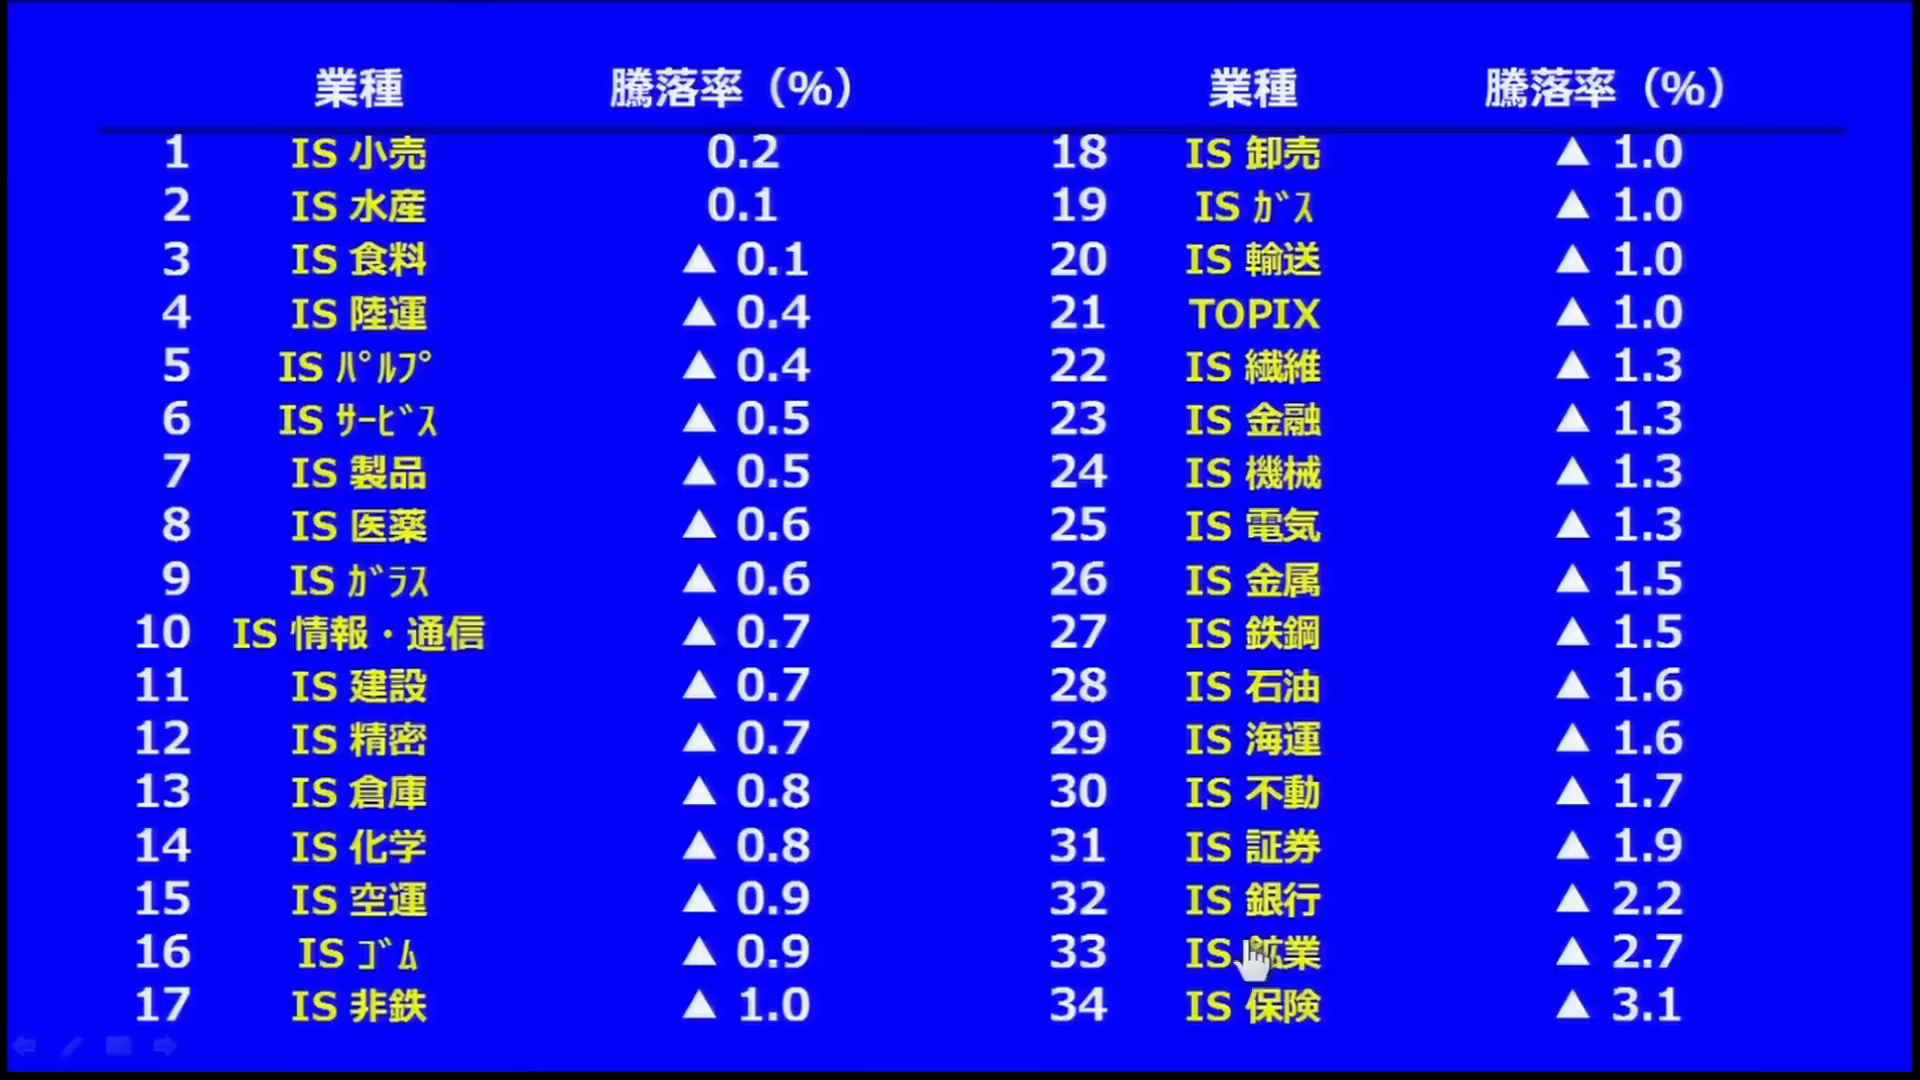 業種 騰落率（%） 業種 騰落率（%）
1 IS 小売 0.2 18 IS 卸売 ▲ 1.0
2 IS 水産 0.1 19 IS ｶﾞｽ ▲ 1.0
3 IS 食料 ▲ 0.1 20 IS 輸送 ▲ 1.0
4 IS 陸運 ▲ 0.4 21 TOPIX ▲ 1.0
5 IS ﾊﾟﾙﾌﾟ ▲ 0.4 22 IS 繊維 ▲ 1.3
6 IS ｻｰﾋﾞｽ ▲ 0.5 23 IS 金融 ▲ 1.3
7 IS 製品 ▲ 0.5 24 IS 機械 ▲ 1.3
8 IS 医薬 ▲ 0.6 25 IS 電気 ▲ 1.3
9 IS ｶﾞﾗｽ ▲ 0.6 26 IS 金属 ▲ 1.5
10 IS 情報・通信 ▲ 0.7 27 IS 鉄鋼 ▲ 1.5
11 IS 建設 ▲ 0.7 28 IS 石油 ▲ 1.6
12 IS 精密 ▲ 0.7 29 IS 海運 ▲ 1.6
13 IS 倉庫 ▲ 0.8 30 IS 不動 ▲ 1.7
14 IS 化学 ▲ 0.8 31 IS 証券 ▲ 1.9
15 IS 空運 ▲ 0.9 32 IS 銀行 ▲ 2.2
16 IS ｺﾞﾑ ▲ 0.9 33 IS 鉱業 ▲ 2.7
17 IS 非鉄 ▲ 1.0 34 IS 保険 ▲ 3.1